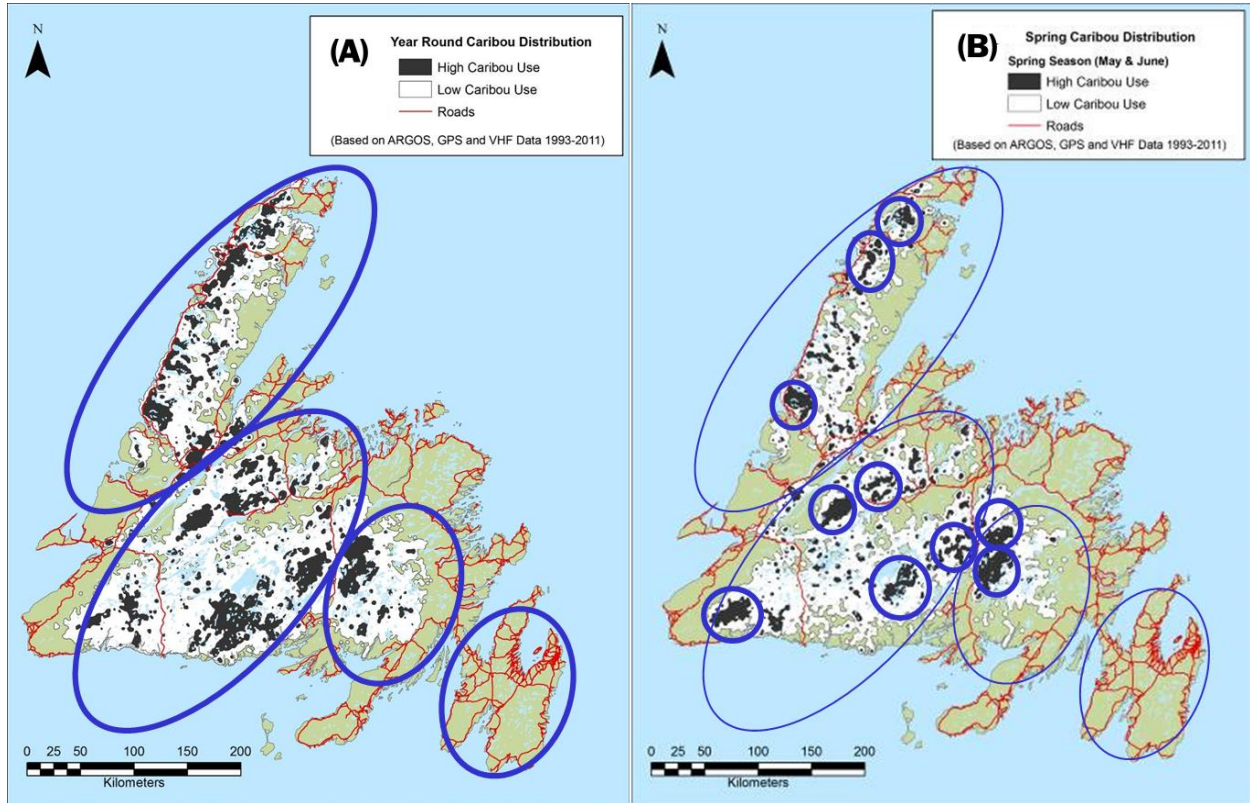 N
(A)
Year Round Caribou Distribution
High Caribou Use
Low Caribou Use
Roads
(Based on ARGOS, GPS and VHF Data 1993-2011)
0 25 50 100 150 200
Kilometers
N
(B)
Spring Caribou Distribution
Spring Season (May & June)
High Caribou Use
Low Caribou Use
Roads
(Based on ARGOS, GPS and VHF Data 1993-2011)
0 25 50 100 150 200
Kilometers